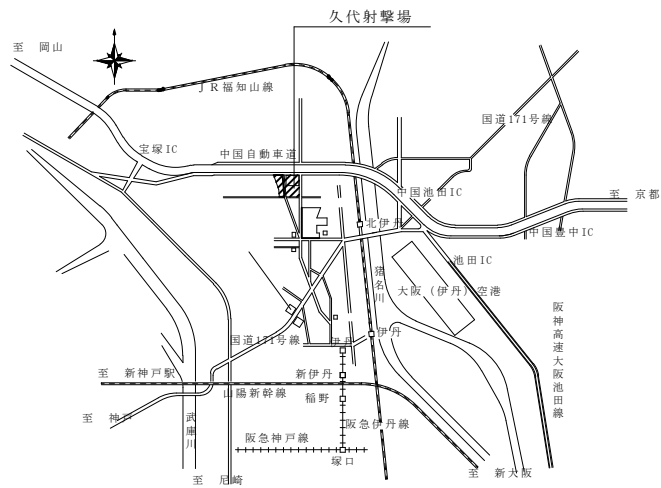 久代射撃場
至 岡山
JR福知山線
国道171号線
宝塚IC
中国自動車道
中国池田IC
至 京都
北伊丹
中国豊中IC
池田IC
猪名川
大阪(伊丹)空港
阪神高速大阪池田線
国道171号線
伊丹
伊丹
至 新神戸駅
新伊丹
山陽新幹線
稲野
至 神戸
武庫川
阪急伊丹線
阪急神戸線
塚口
至 新大阪
至 尼崎